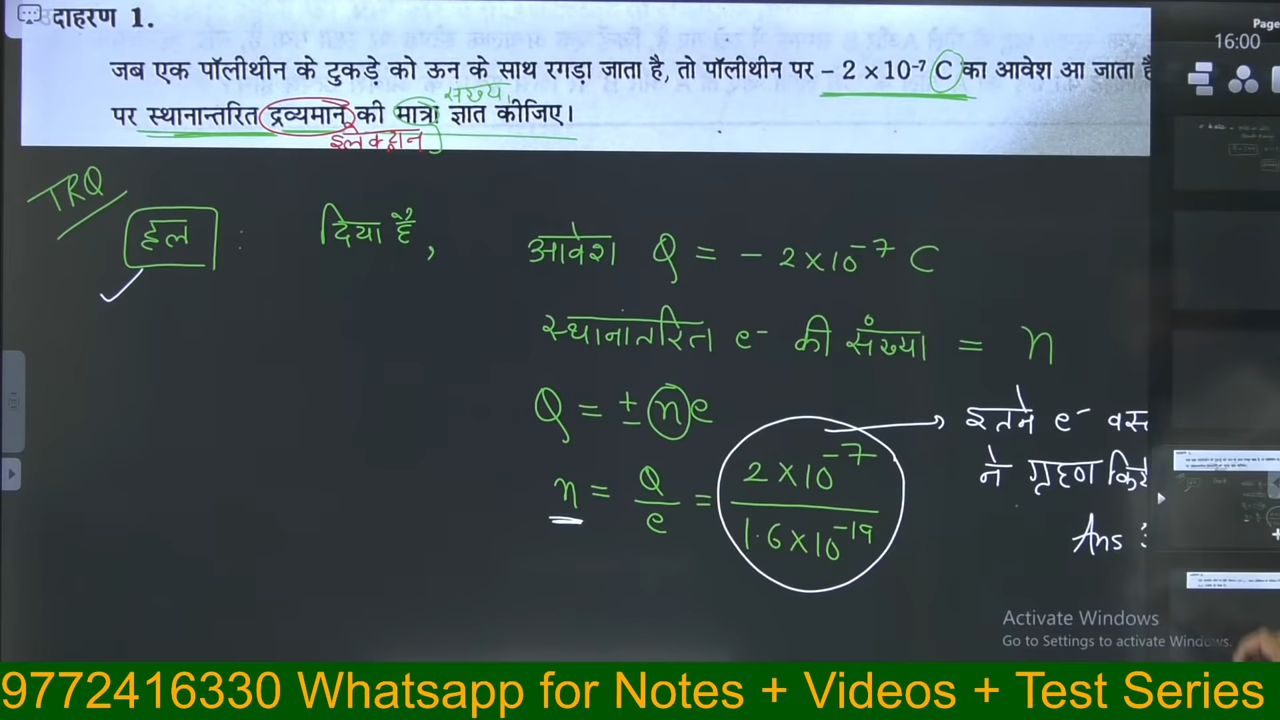 दाहरण 1.
Page
16:00
जब एक पॉलीथीन के टुकड़े को ऊन के साथ रगड़ा जाता है, तो पॉलीथीन पर – 2 ×10⁻⁷ C का आवेश आ जाता है
संख्या
पर स्थानान्तरित द्रव्यमान की मात्रा ज्ञात कीजिए।
इलेक्ट्रान
TRQ
हल : दिया है, आवेश Q = – 2×10⁻⁷ C
स्थानांतरित e⁻ की संख्या = n
Q = ± ne
इतने e⁻ वस्
n = Q/e = 2×10⁻⁷ / 1.6×10⁻¹⁹
ने ग्रहण किये
Ans :
Activate Windows
Go to Settings to activate Windows.
9772416330 Whatsapp for Notes + Videos + Test Series